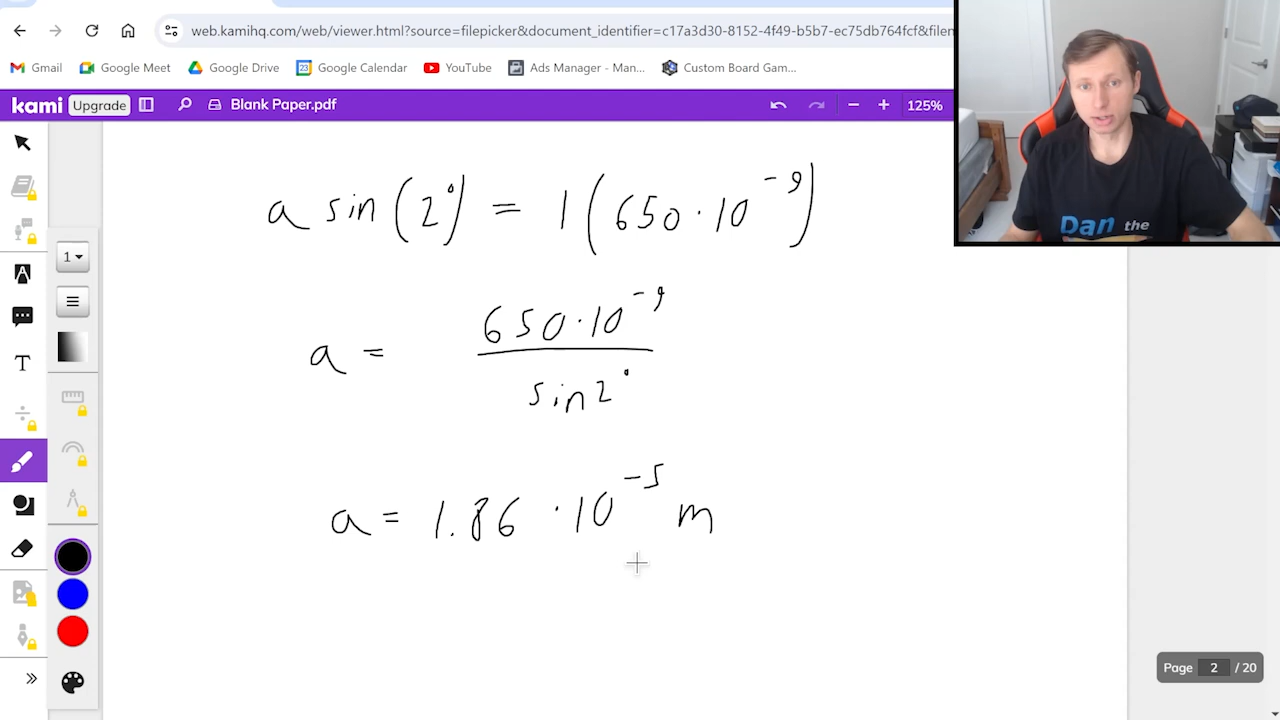 web.kamihq.com/web/viewer.html?source=filepicker&document_identifier=c17a3d30-8152-4f49-b5b7-ec75db764fcf&filen
Gmail Google Meet Google Drive 23 Google Calendar YouTube Ads Manager - Man... Custom Board Gam...
kami Upgrade Blank Paper.pdf 125%
Dan the
a sin(2°) = 1(650·10⁻⁹)
1
a = 650·10⁻⁹ / sin2°
T
a = 1.86 · 10⁻⁵ m
Page 2 / 20